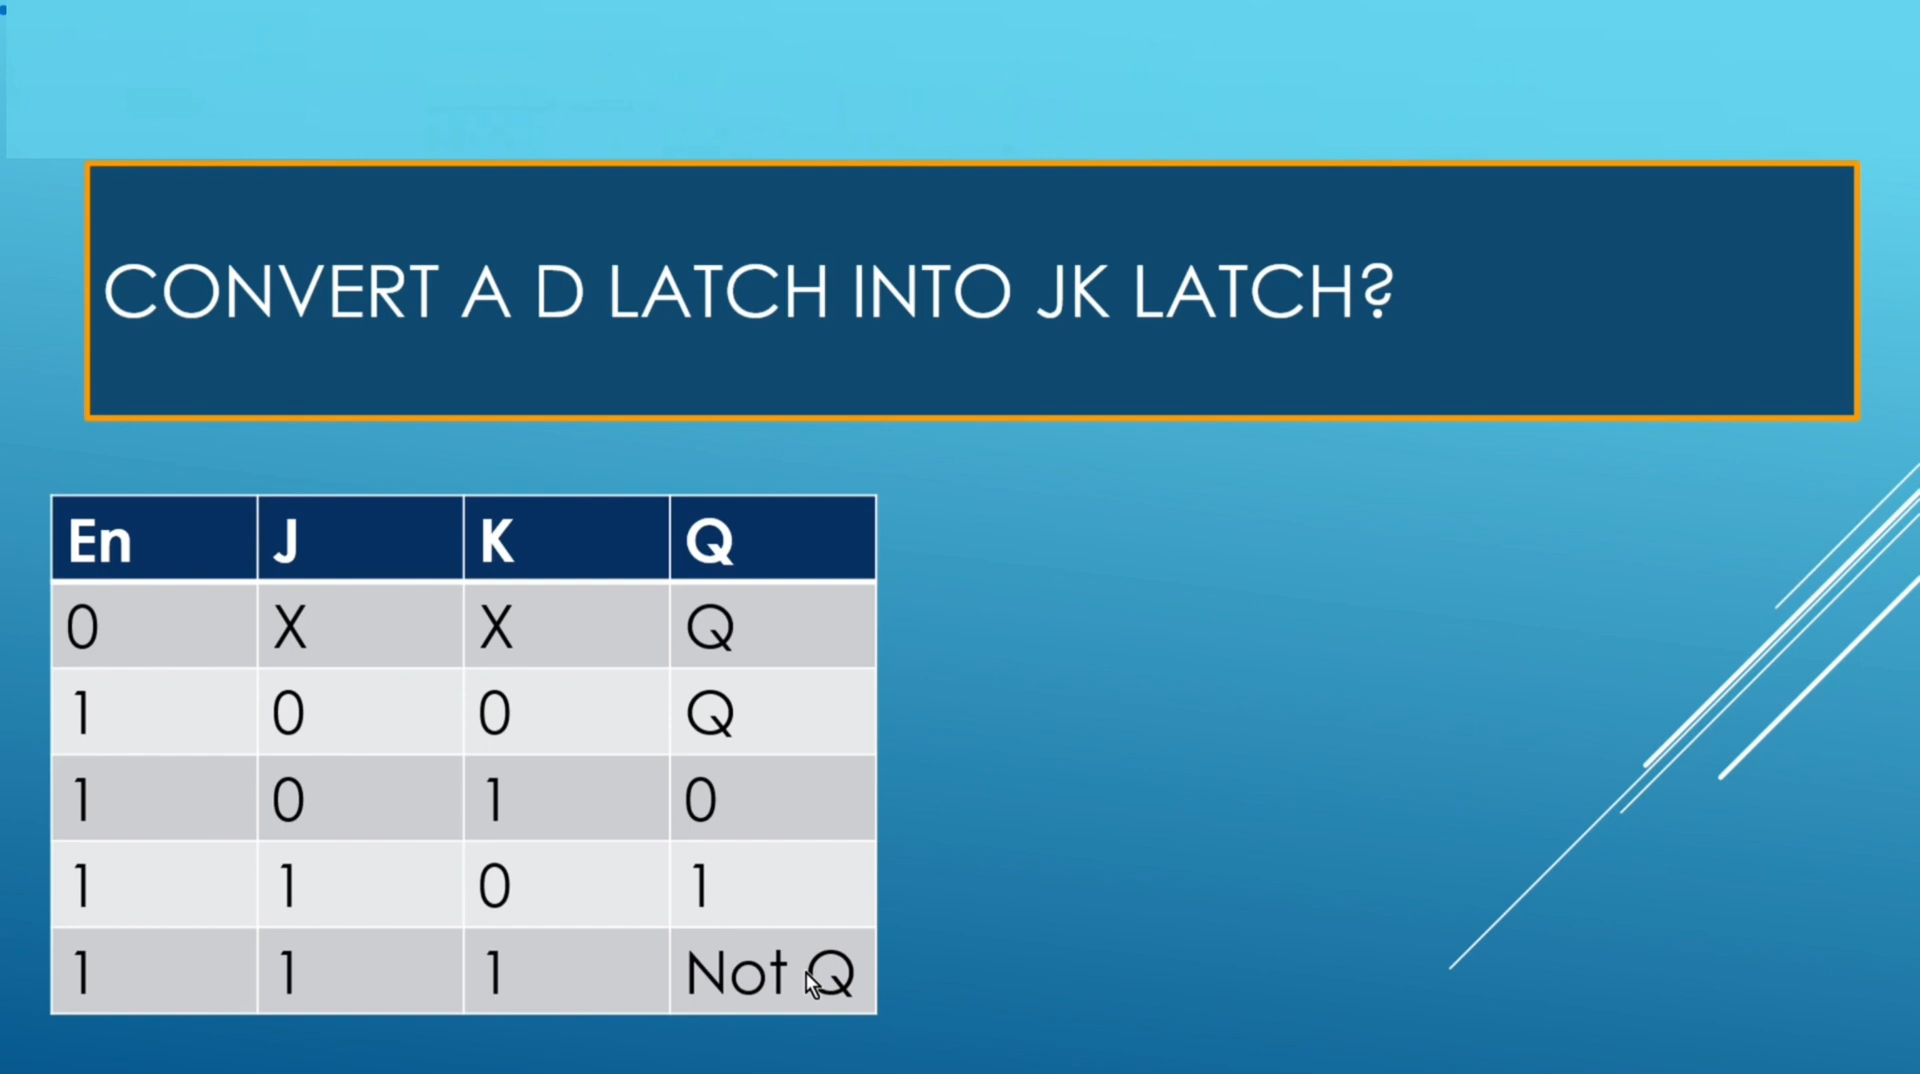 CONVERT A D LATCH INTO JK LATCH?
En J K Q
0 X X Q
1 0 0 Q
1 0 1 0
1 1 0 1
1 1 1 Not Q